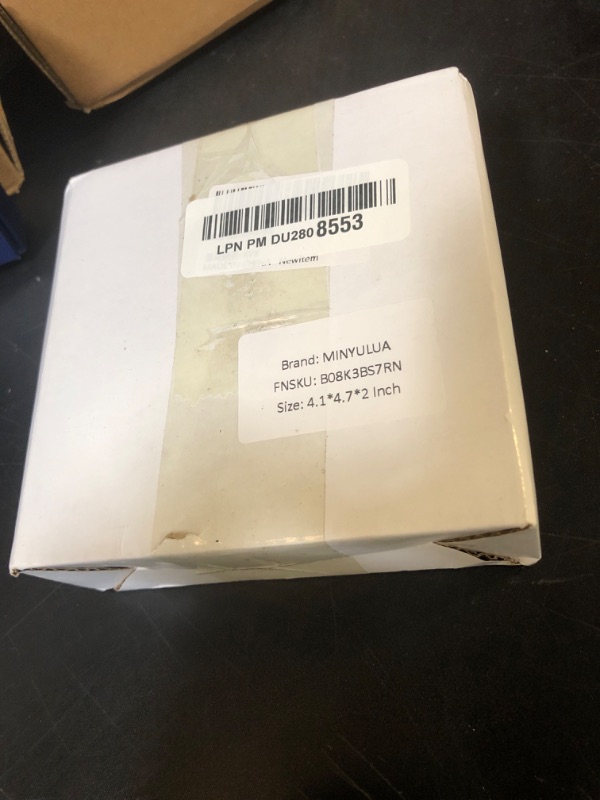 LPN PM DU280 8553
Brand: MINYULUA
FNSKU: B08K3BS7RN
Size: 4.1*4.7*2 Inch